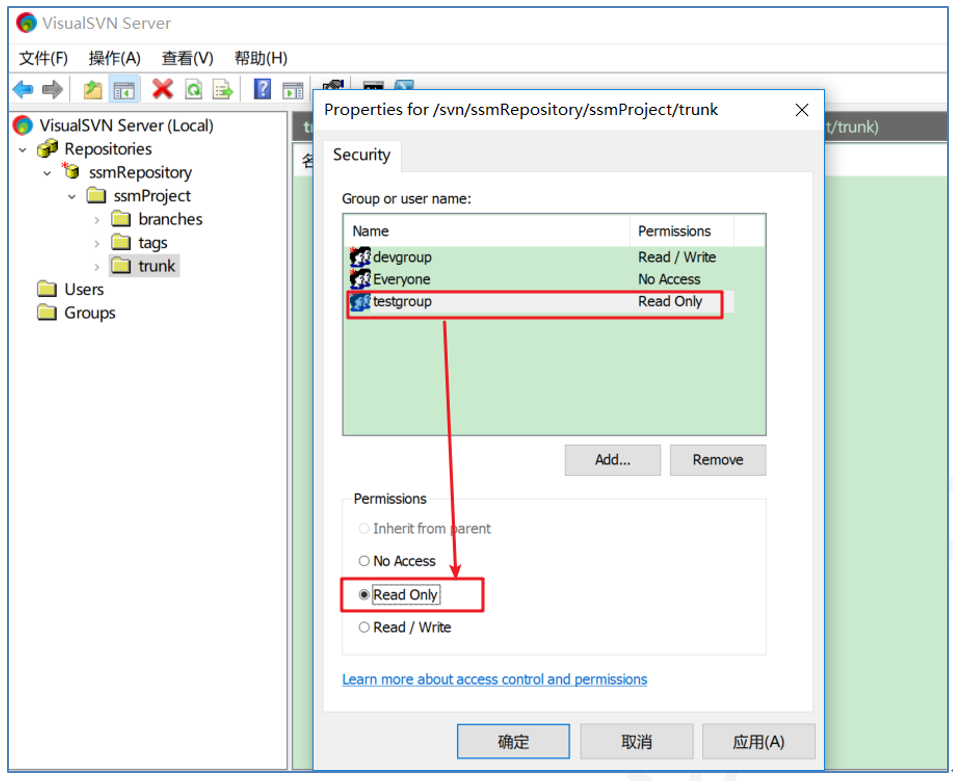 VisualSVN Server
文件(F) 操作(A) 查看(V) 帮助(H)
VisualSVN Server (Local)
Repositories
ssmRepository
ssmProject
branches
tags
trunk
Users
Groups
t/trunk)
Properties for /svn/ssmRepository/ssmProject/trunk
Security
Group or user name:
Name Permissions
devgroup Read / Write
Everyone No Access
testgroup Read Only
Add... Remove
Permissions
Inherit from parent
No Access
Read Only
Read / Write
Learn more about access control and permissions
确定 取消 应用(A)